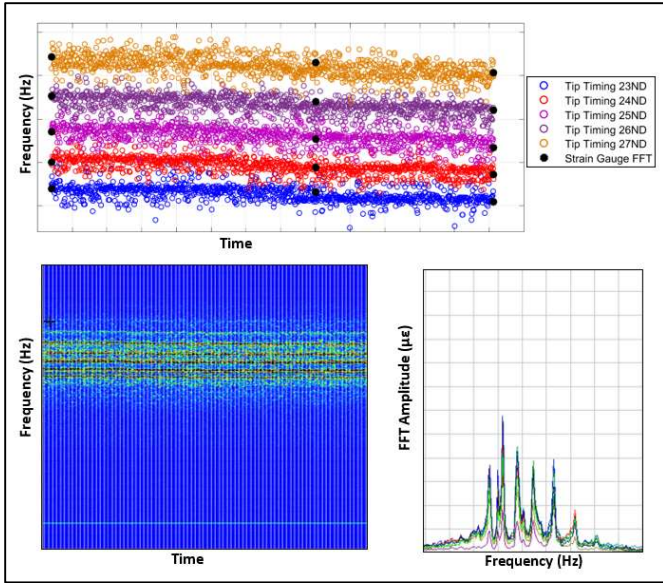 Frequency (Hz)
Time
Tip Timing 23ND
Tip Timing 24ND
Tip Timing 25ND
Tip Timing 26ND
Tip Timing 27ND
Strain Gauge FFT
Frequency (Hz)
Time
FFT Amplitude (με)
Frequency (Hz)